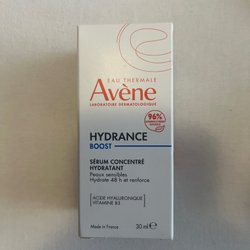 EAU THERMALE
Avène
LABORATOIRE DERMATOLOGIQUE
96%
HYDRANCE
BOOST
SÉRUM CONCENTRÉ
HYDRATANT
Peaux sensibles
Hydrate 48 h et renforce
ACIDE HYALURONIQUE
VITAMINE B3
Made in France
30 ml ℮